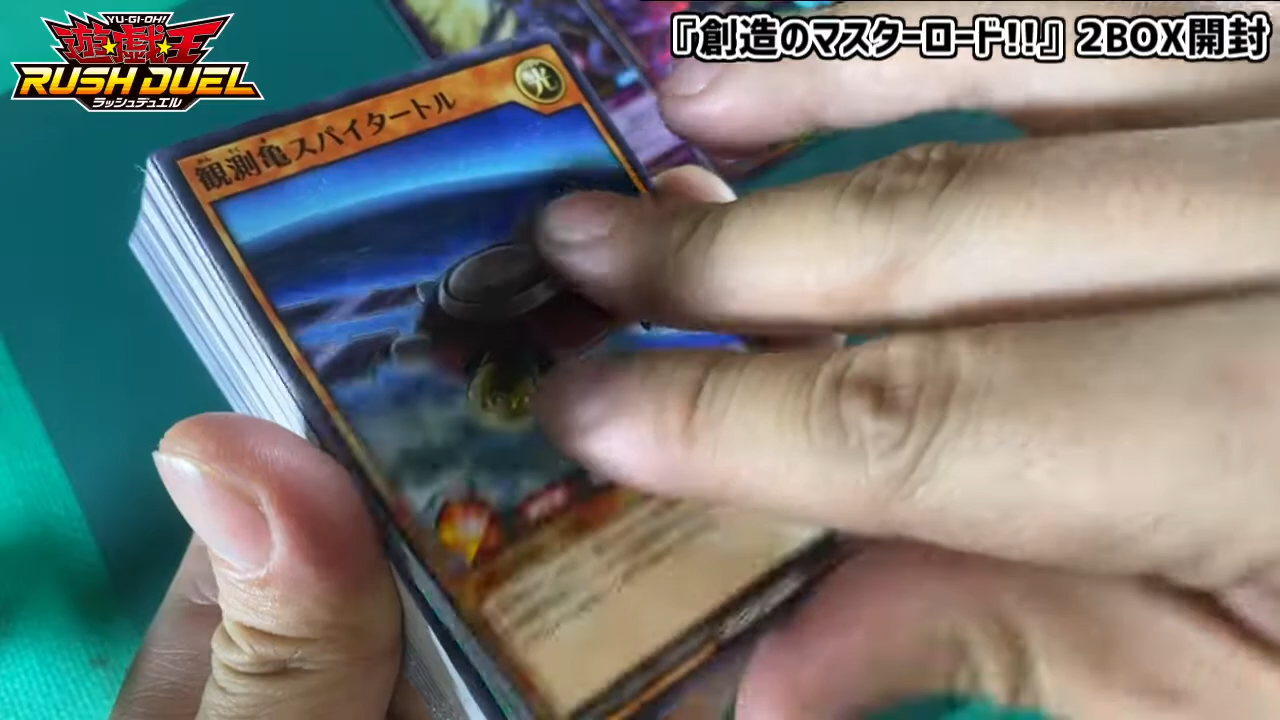 YU-GI-OH!
遊☆戯☆王
RUSH DUEL
ラッシュデュエル
『創造のマスターロード!!』 2BOX開封
観測亀スパイタートル
光